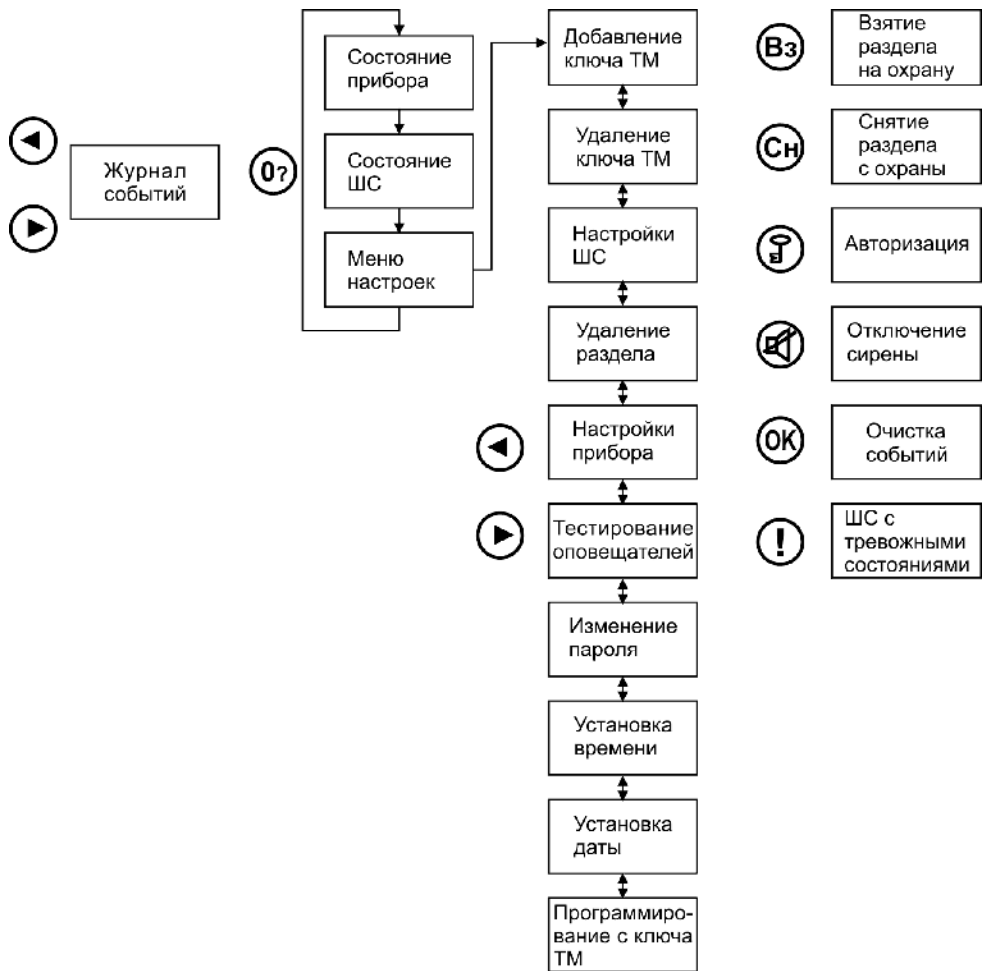 Журнал
событий
0?
Состояние
прибора
Состояние
ШС
Меню
настроек
Добавление
ключа ТМ
Удаление
ключа ТМ
Настройки
ШС
Удаление
раздела
Настройки
прибора
Тестирование
оповещателей
Изменение
пароля
Установка
времени
Установка
даты
Программиро-
вание с ключа
ТМ
Вз
Взятие
раздела
на охрану
Сн
Снятие
раздела
с охраны
Авторизация
Отключение
сирены
OK
Очистка
событий
!
ШС с
тревожными
состояниями